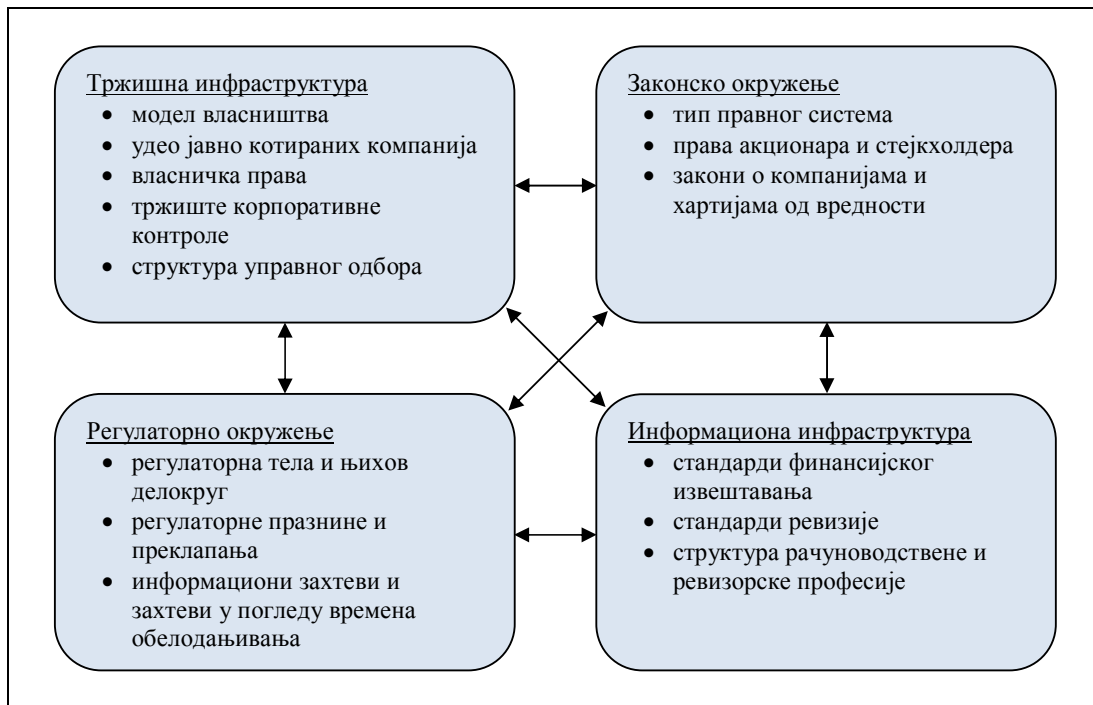 Тржишна инфраструктура
• модел власништва
• удео јавно котираних компанија
• власничка права
• тржиште корпоративне
контроле
• структура управног одбора
Законско окружење
• тип правног система
• права акционара и стејкхолдера
• закони о компанијама и
хартијама од вредности
Регулаторно окружење
• регулаторна тела и њихов
делокруг
• регулаторне празнине и
преклапања
• информациони захтеви и
захтеви у погледу времена
обелодањивања
Информациона инфраструктура
• стандарди финансијског
извештавања
• стандарди ревизије
• структура рачуноводствене и
ревизорске професије